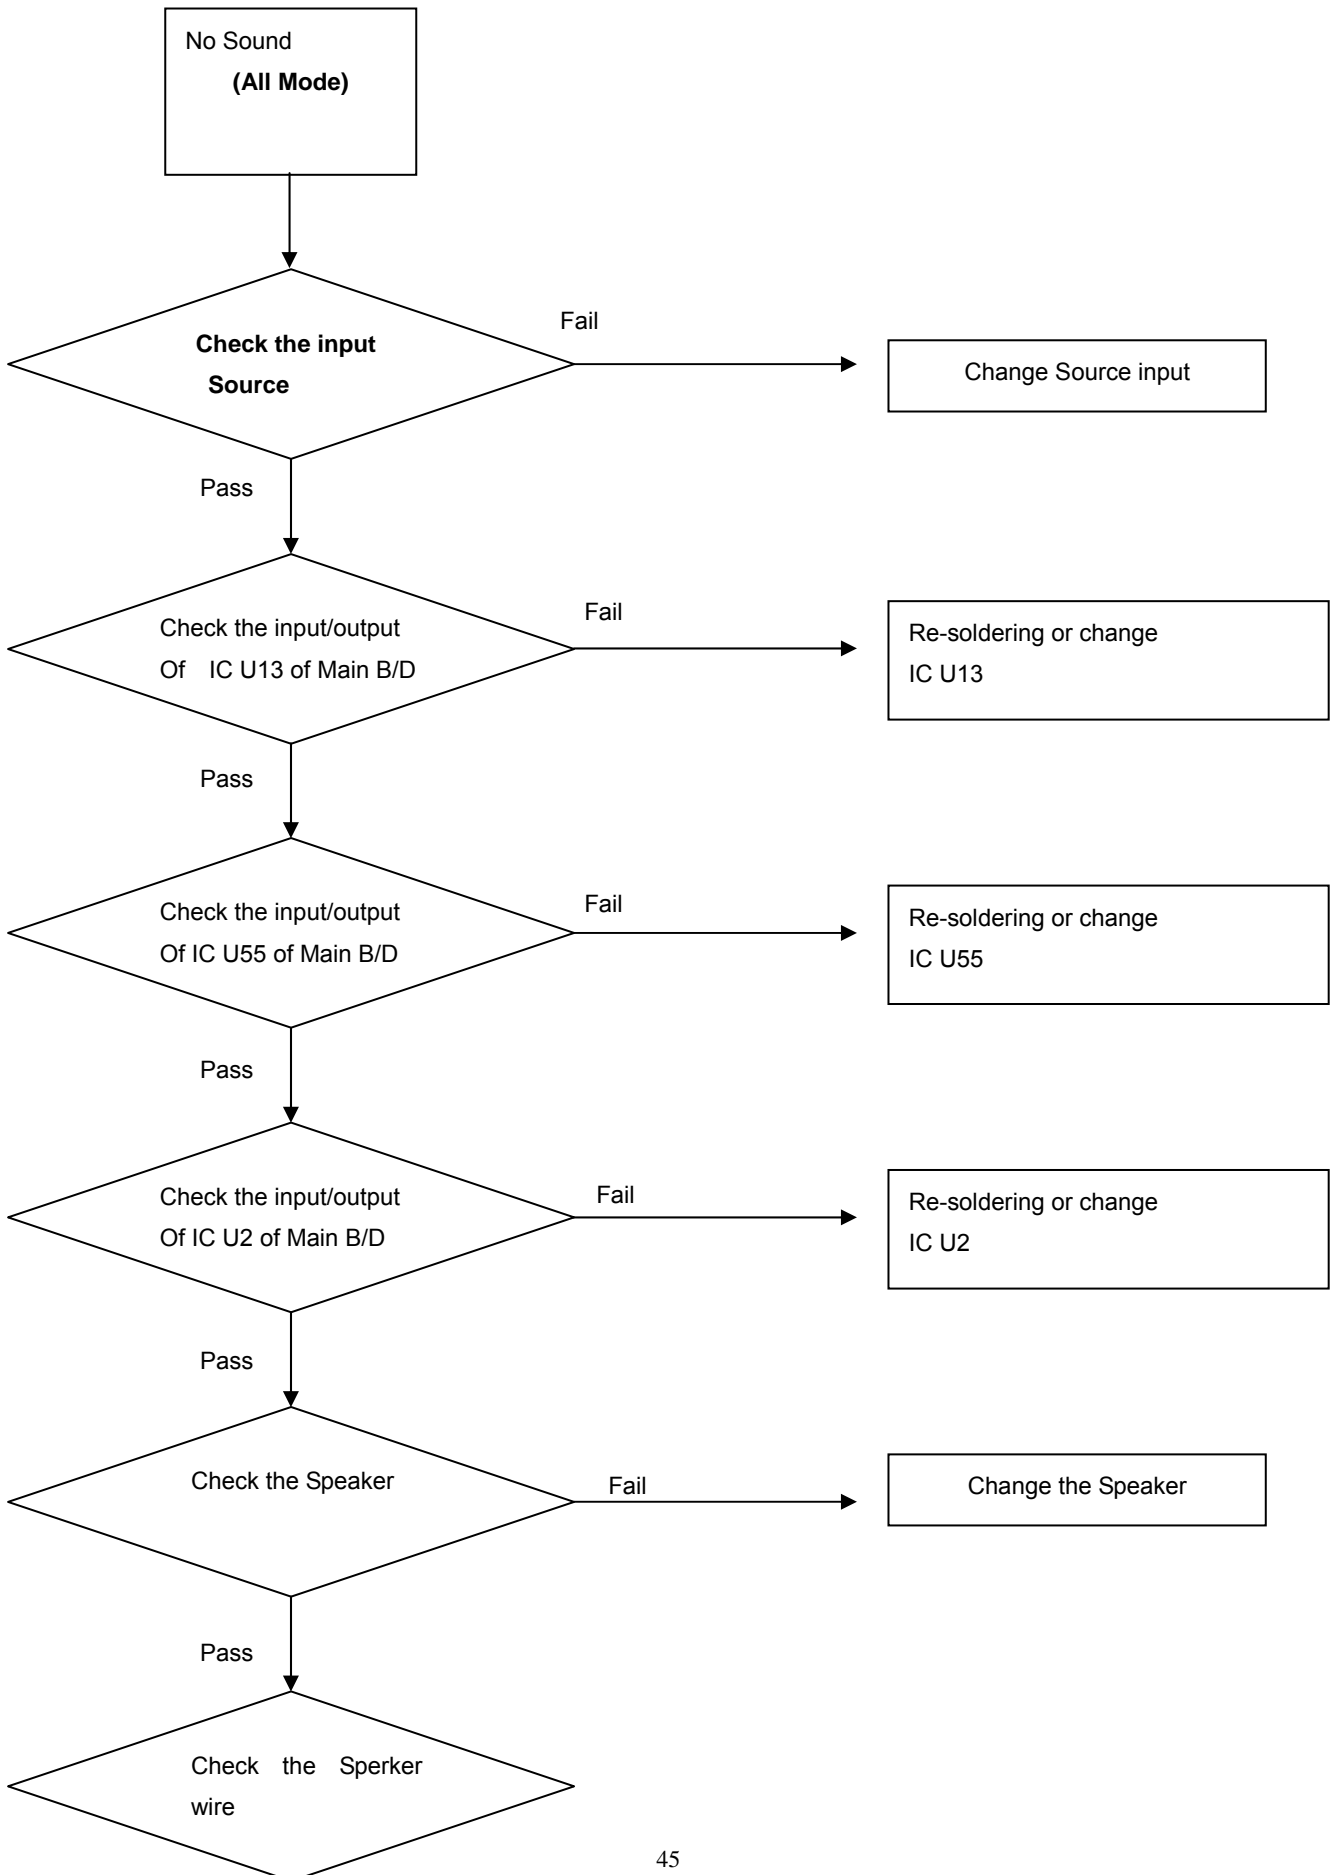 No Sound
(All Mode)
Check the input
Source
Fail
Change Source input
Pass
Check the input/output
Of IC U13 of Main B/D
Fail
Re-soldering or change
IC U13
Pass
Check the input/output
Of IC U55 of Main B/D
Fail
Re-soldering or change
IC U55
Pass
Check the input/output
Of IC U2 of Main B/D
Fail
Re-soldering or change
IC U2
Pass
Check the Speaker
Fail
Change the Speaker
Pass
Check the Sperker
wire
45